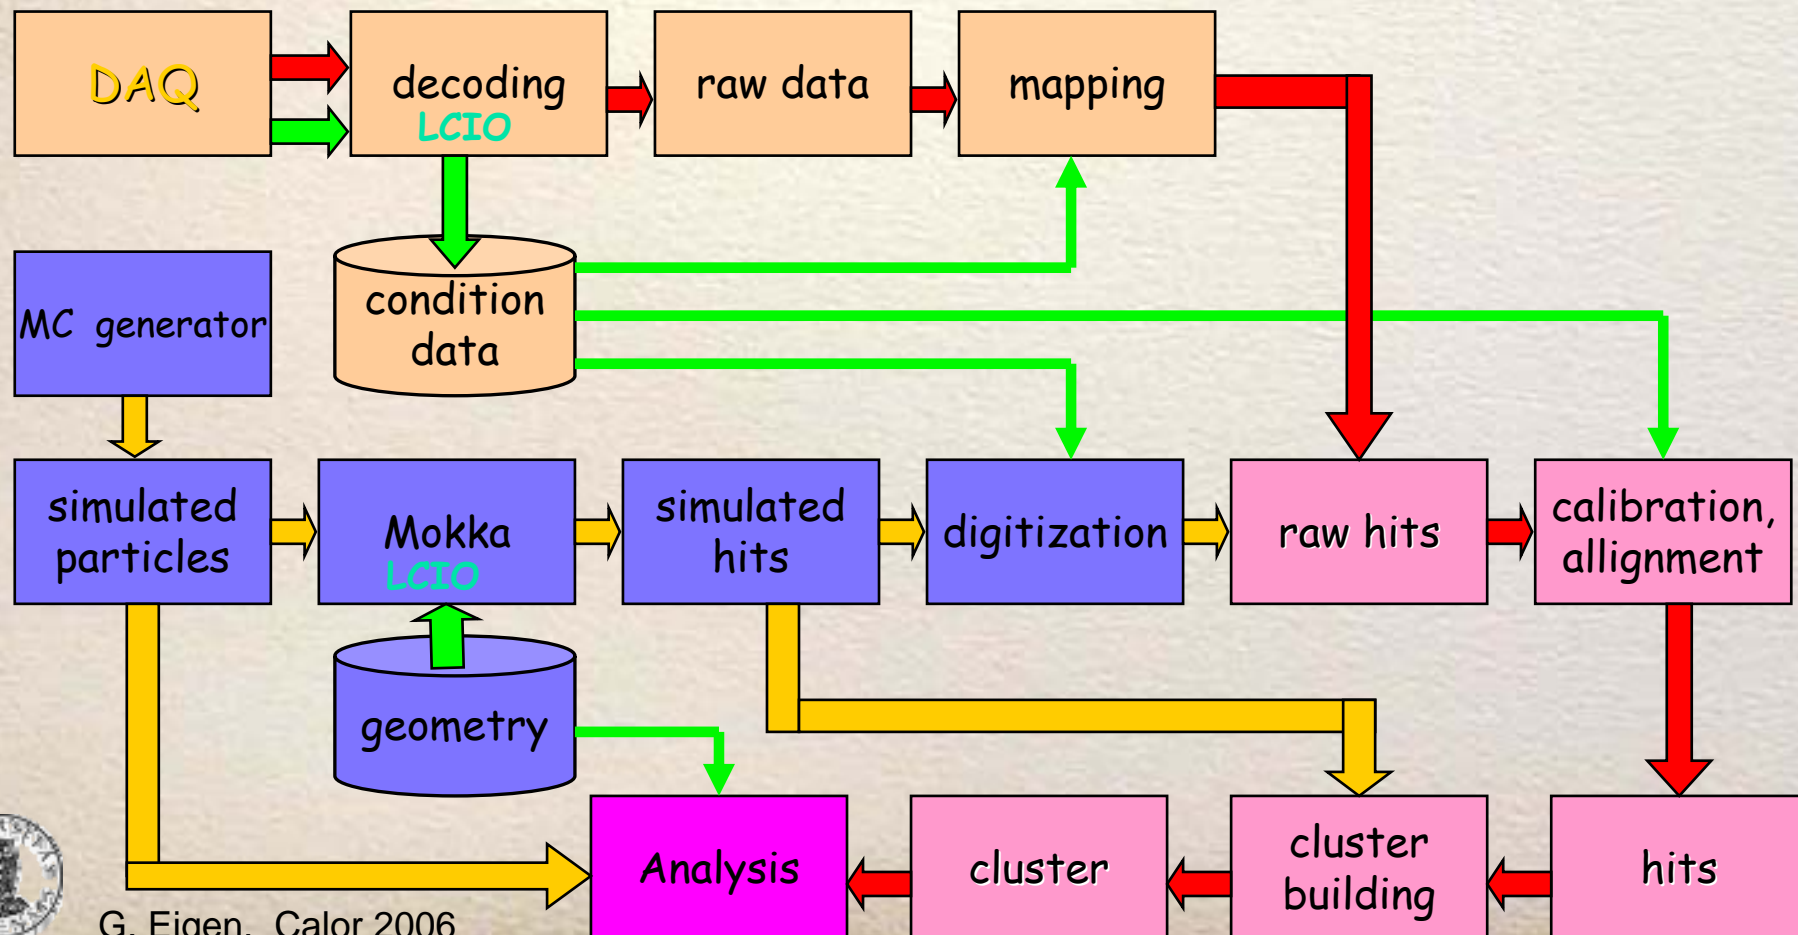 DAQ
decoding
LCIO
raw data
mapping
MC generator
condition
data
simulated
particles
Mokka
LCIO
simulated
hits
digitization
raw hits
calibration,
allignment
geometry
Analysis
cluster
cluster
building
hits
G. Eigen, Calor 2006